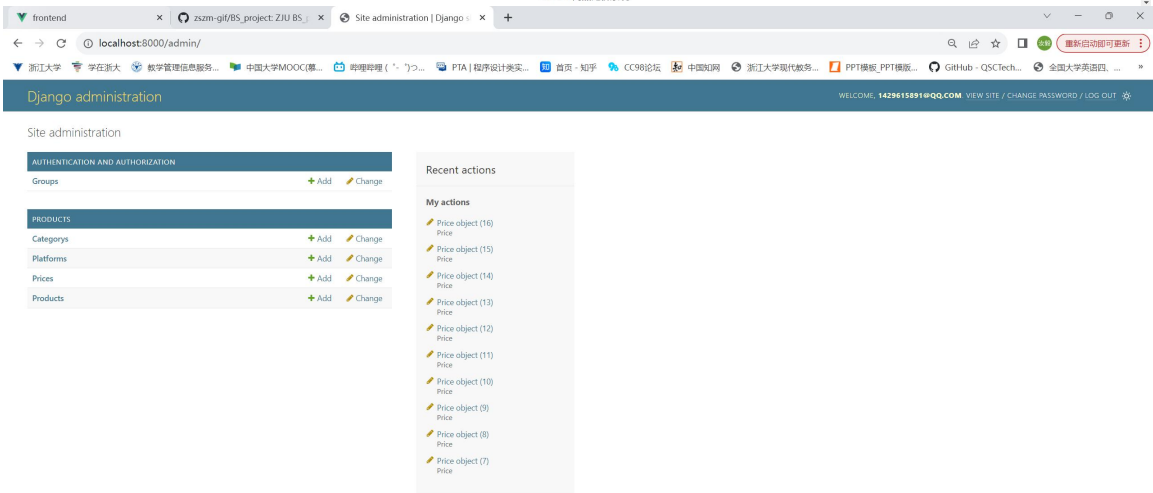 frontend
zszm-gif/BS_project: ZJU BS_
Site administration | Django s
localhost:8000/admin/
重新启动即可更新
浙江大学 学在浙大 教学管理信息服务... 中国大学MOOC(慕... 哔哩哔哩 ( ゜- ゜)つ... PTA | 程序设计类实... 知 首页 - 知乎 CC98论坛 中国知网 浙江大学现代教务... PPT模板_PPT模版... GitHub - QSCTech... 全国大学英语四、... »
Django administration
WELCOME, 1429615891@QQ.COM. VIEW SITE / CHANGE PASSWORD / LOG OUT
Site administration
AUTHENTICATION AND AUTHORIZATION
Groups Add Change
PRODUCTS
Categorys Add Change
Platforms Add Change
Prices Add Change
Products Add Change
Recent actions
My actions
Price object (16)
Price
Price object (15)
Price
Price object (14)
Price
Price object (13)
Price
Price object (12)
Price
Price object (11)
Price
Price object (10)
Price
Price object (9)
Price
Price object (8)
Price
Price object (7)
Price